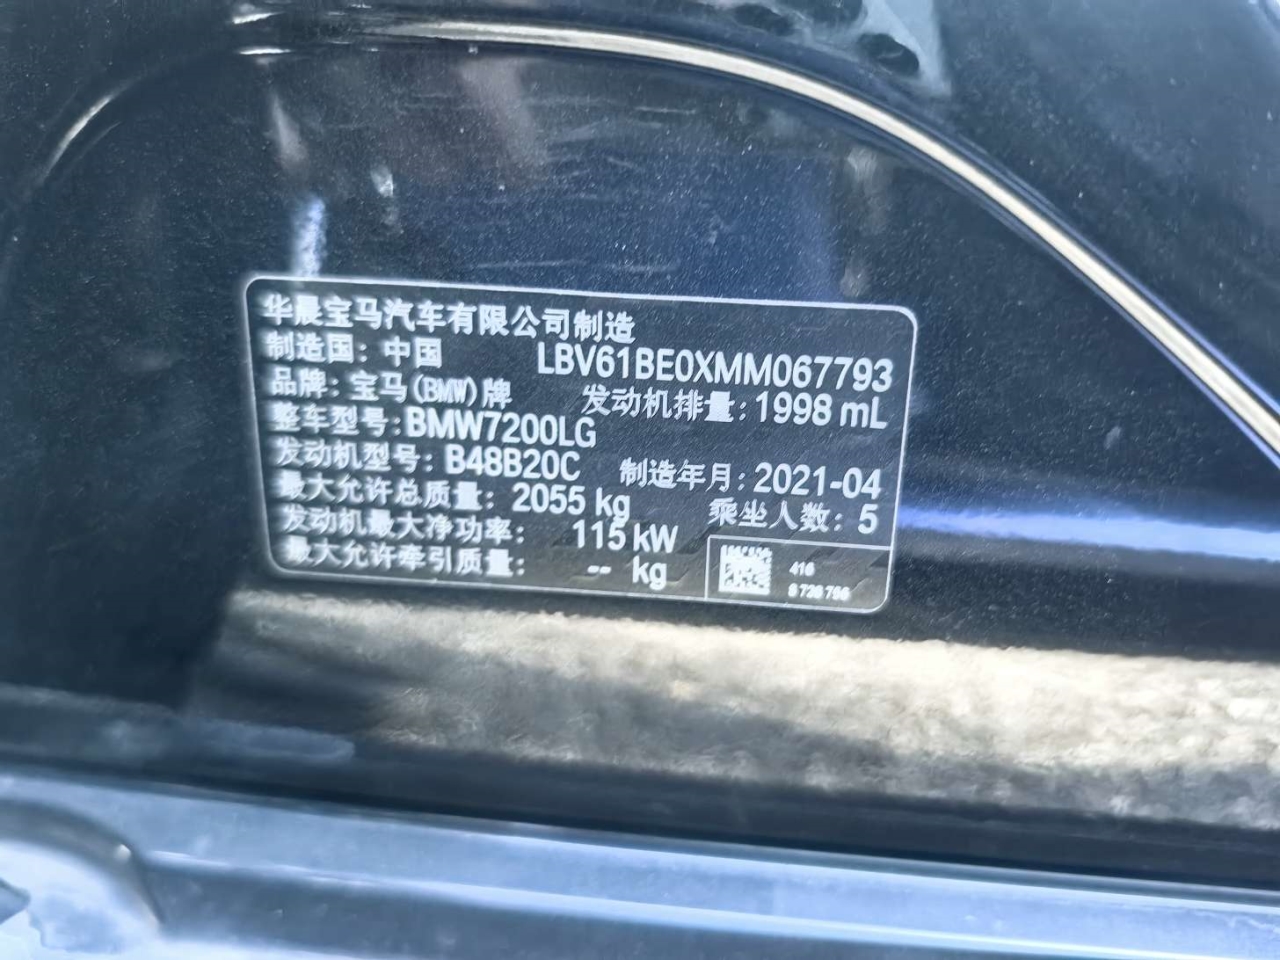 华晨宝马汽车有限公司制造
制造国：中国 LBV61BE0XMM067793
品牌：宝马(BMW)牌 发动机排量：1998 mL
整车型号：BMW7200LG
发动机型号：B48B20C 制造年月：2021-04
最大允许总质量：2055 kg 乘坐人数：5
发动机最大净功率：115 kW
最大允许牵引质量：-- kg
416